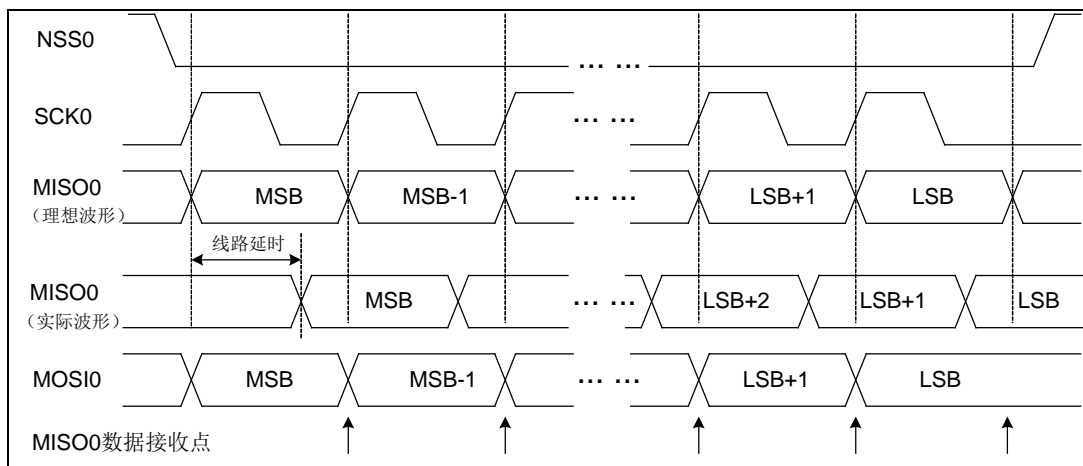 NSS0
... ...
SCK0
... ...
MISO0
（理想波形）
MSB
MSB-1
... ...
LSB+1
LSB
线路延时
MISO0
（实际波形）
MSB
... ...
LSB+2
LSB+1
LSB
MOSI0
MSB
MSB-1
... ...
LSB+1
LSB
MISO0数据接收点